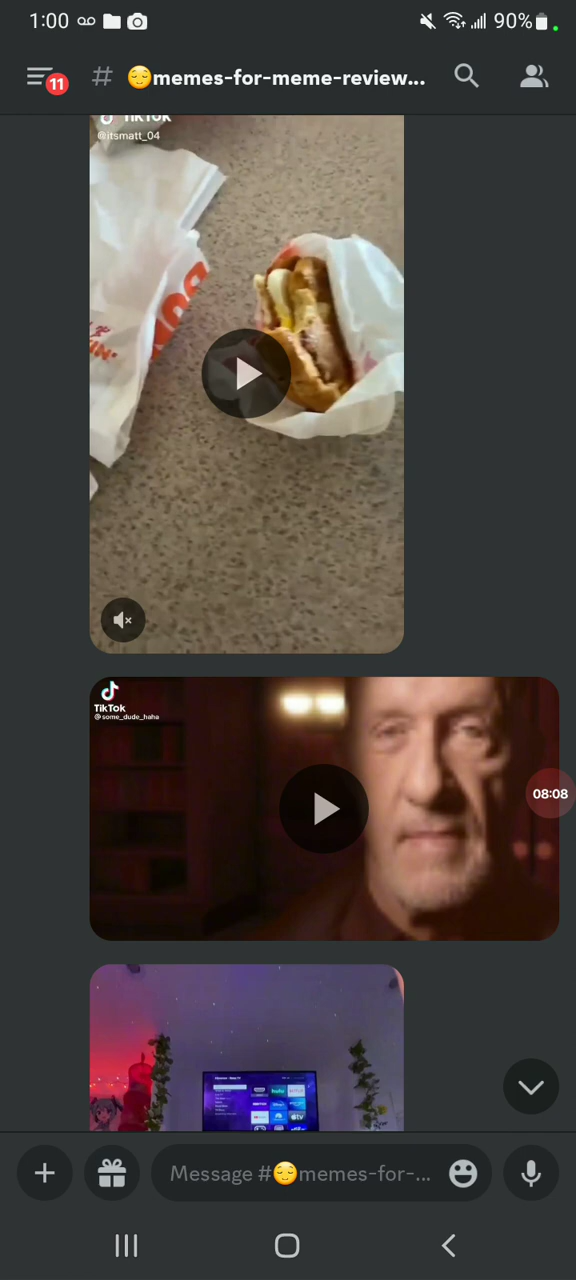 1:00
90%
11
# 😌memes-for-meme-review...
TikTok
@itsmatt_04
TikTok
@some_dude_haha
08:08
Message #😌memes-for-...